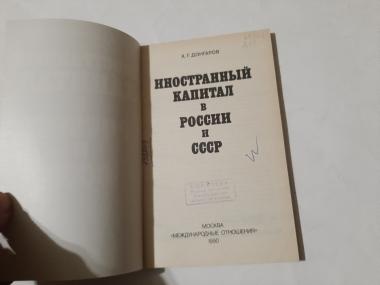 А. Г. ДОНГАРОВ
ИНОСТРАННЫЙ
КАПИТАЛ
В
РОССИИ
И
СССР
МОСКВА
«МЕЖДУНАРОДНЫЕ ОТНОШЕНИЯ»
1990